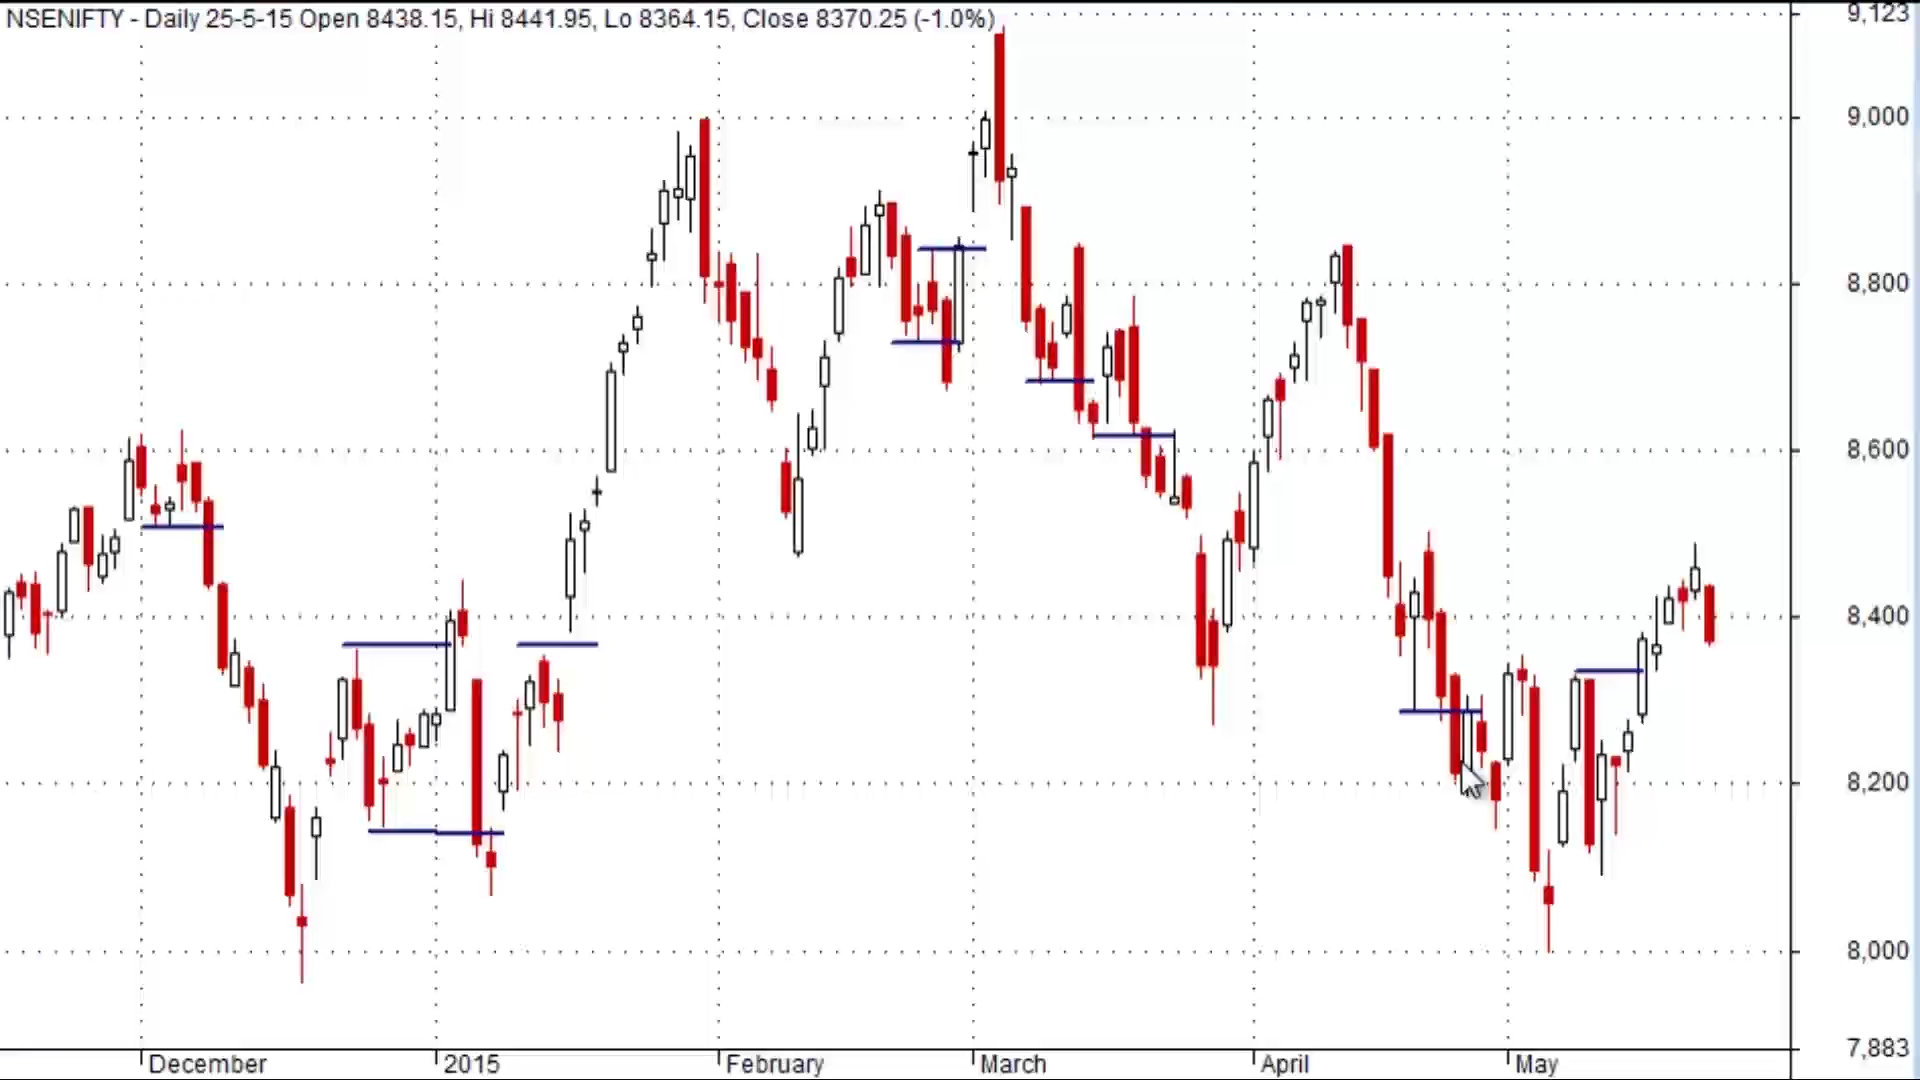 NSENIFTY - Daily 25-5-15 Open 8438.15, Hi 8441.95, Lo 8364.15, Close 8370.25 (-1.0%)
9,123
9,000
8,800
8,600
8,400
8,200
8,000
7,883
December
2015
February
March
April
May